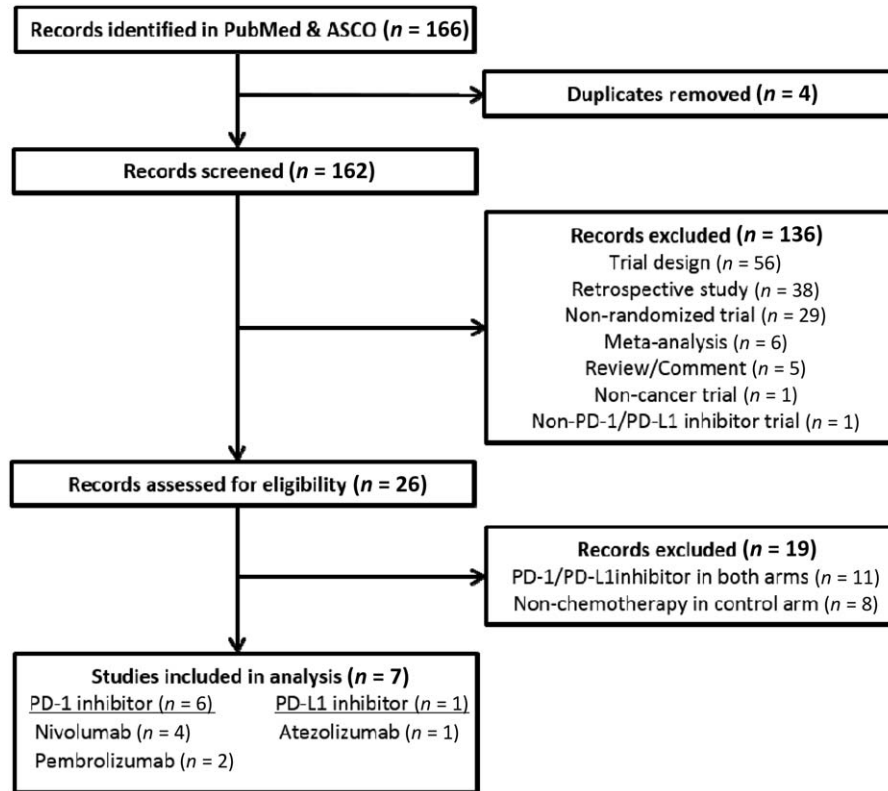 Records identified in PubMed & ASCO (n = 166)
Duplicates removed (n = 4)
Records screened (n = 162)
Records excluded (n = 136)
Trial design (n = 56)
Retrospective study (n = 38)
Non-randomized trial (n = 29)
Meta-analysis (n = 6)
Review/Comment (n = 5)
Non-cancer trial (n = 1)
Non-PD-1/PD-L1 inhibitor trial (n = 1)
Records assessed for eligibility (n = 26)
Records excluded (n = 19)
PD-1/PD-L1inhibitor in both arms (n = 11)
Non-chemotherapy in control arm (n = 8)
Studies included in analysis (n = 7)
PD-1 inhibitor (n = 6)
Nivolumab (n = 4)
Pembrolizumab (n = 2)
PD-L1 inhibitor (n = 1)
Atezolizumab (n = 1)